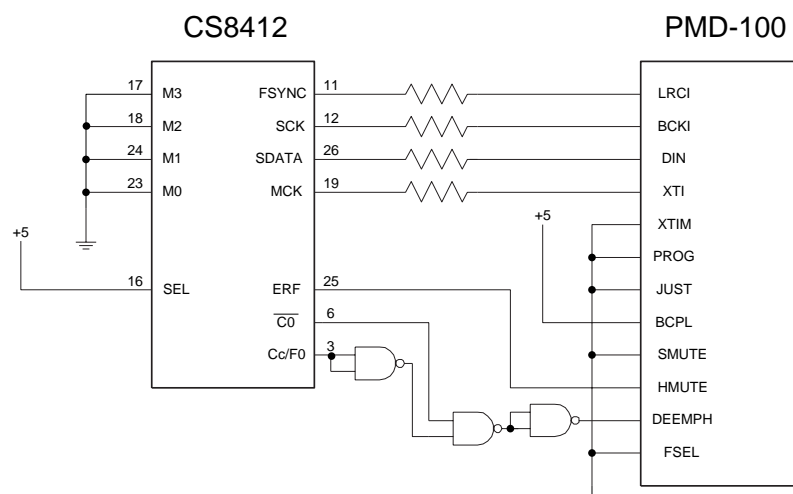 CS8412 PMD-100
17 M3 FSYNC 11 LRCI
18 M2 SCK 12 BCKI
24 M1 SDATA 26 DIN
23 M0 MCK 19 XTI
+5 +5 XTIM
PROG
16 SEL ERF 25 JUST
C0 6 BCPL
Cc/F0 3 SMUTE
HMUTE
DEEMPH
FSEL